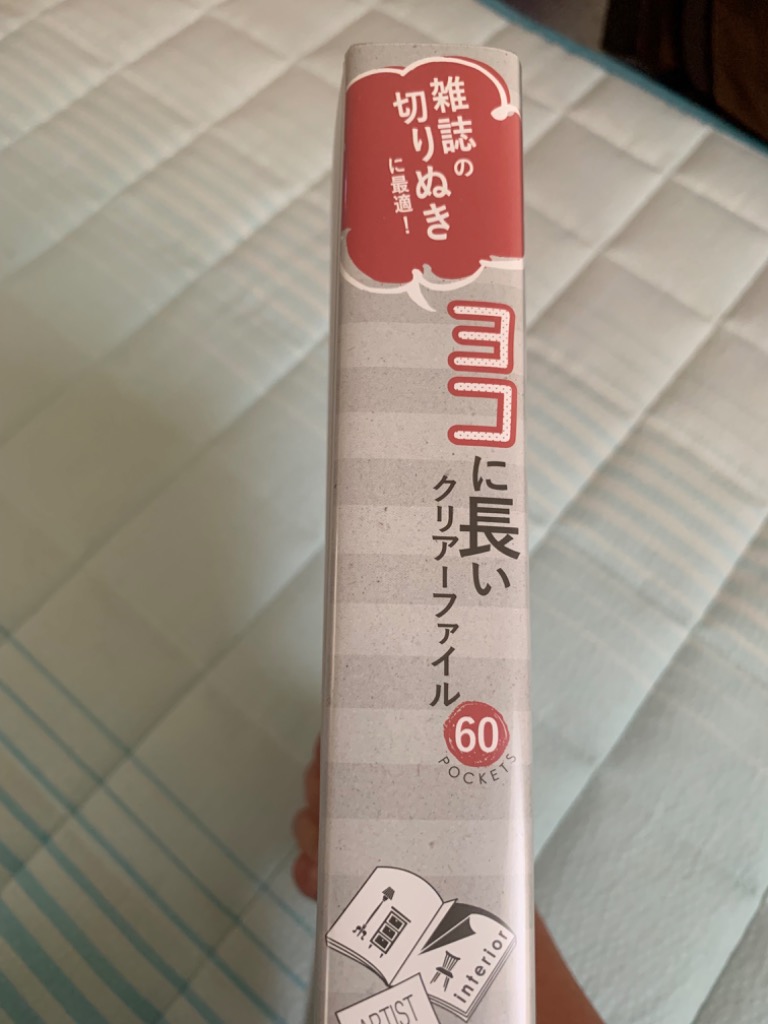 雑誌の
切りぬき
に最適！
ヨコに長い
クリアーファイル
60
POCKETS
interior
ARTIST